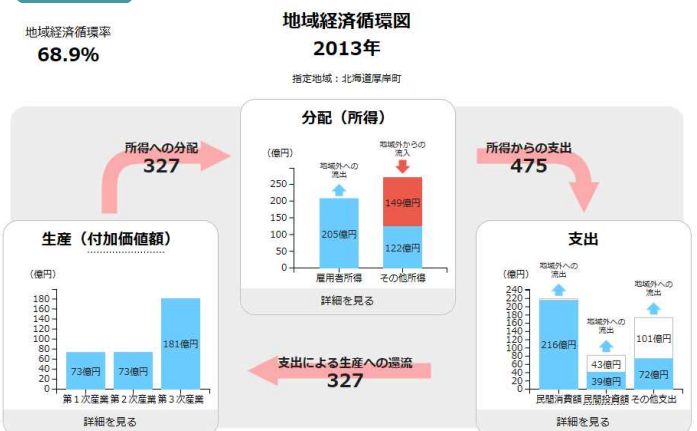 地域経済循環率
68.9%
地域経済循環図
2013年
指定地域：北海道厚岸町
所得への分配
327
分配（所得）
（億円）
250
200
150
100
50
0
地域外への
流出
205億円
雇用者所得
地域外からの
流入
149億円
122億円
その他所得
詳細を見る
所得からの支出
475
生産（付加価値額）
（億円）
180
160
140
120
100
80
60
40
20
0
73億円
73億円
181億円
第１次産業 第２次産業 第３次産業
詳細を見る
支出による生産への還流
327
支出
（億円）
240
220
200
180
160
140
120
100
80
60
40
20
0
地域外への
流出
216億円
地域外への
流出
43億円
39億円
地域外への
流出
101億円
72億円
民間消費額 民間投資額 その他支出
詳細を見る